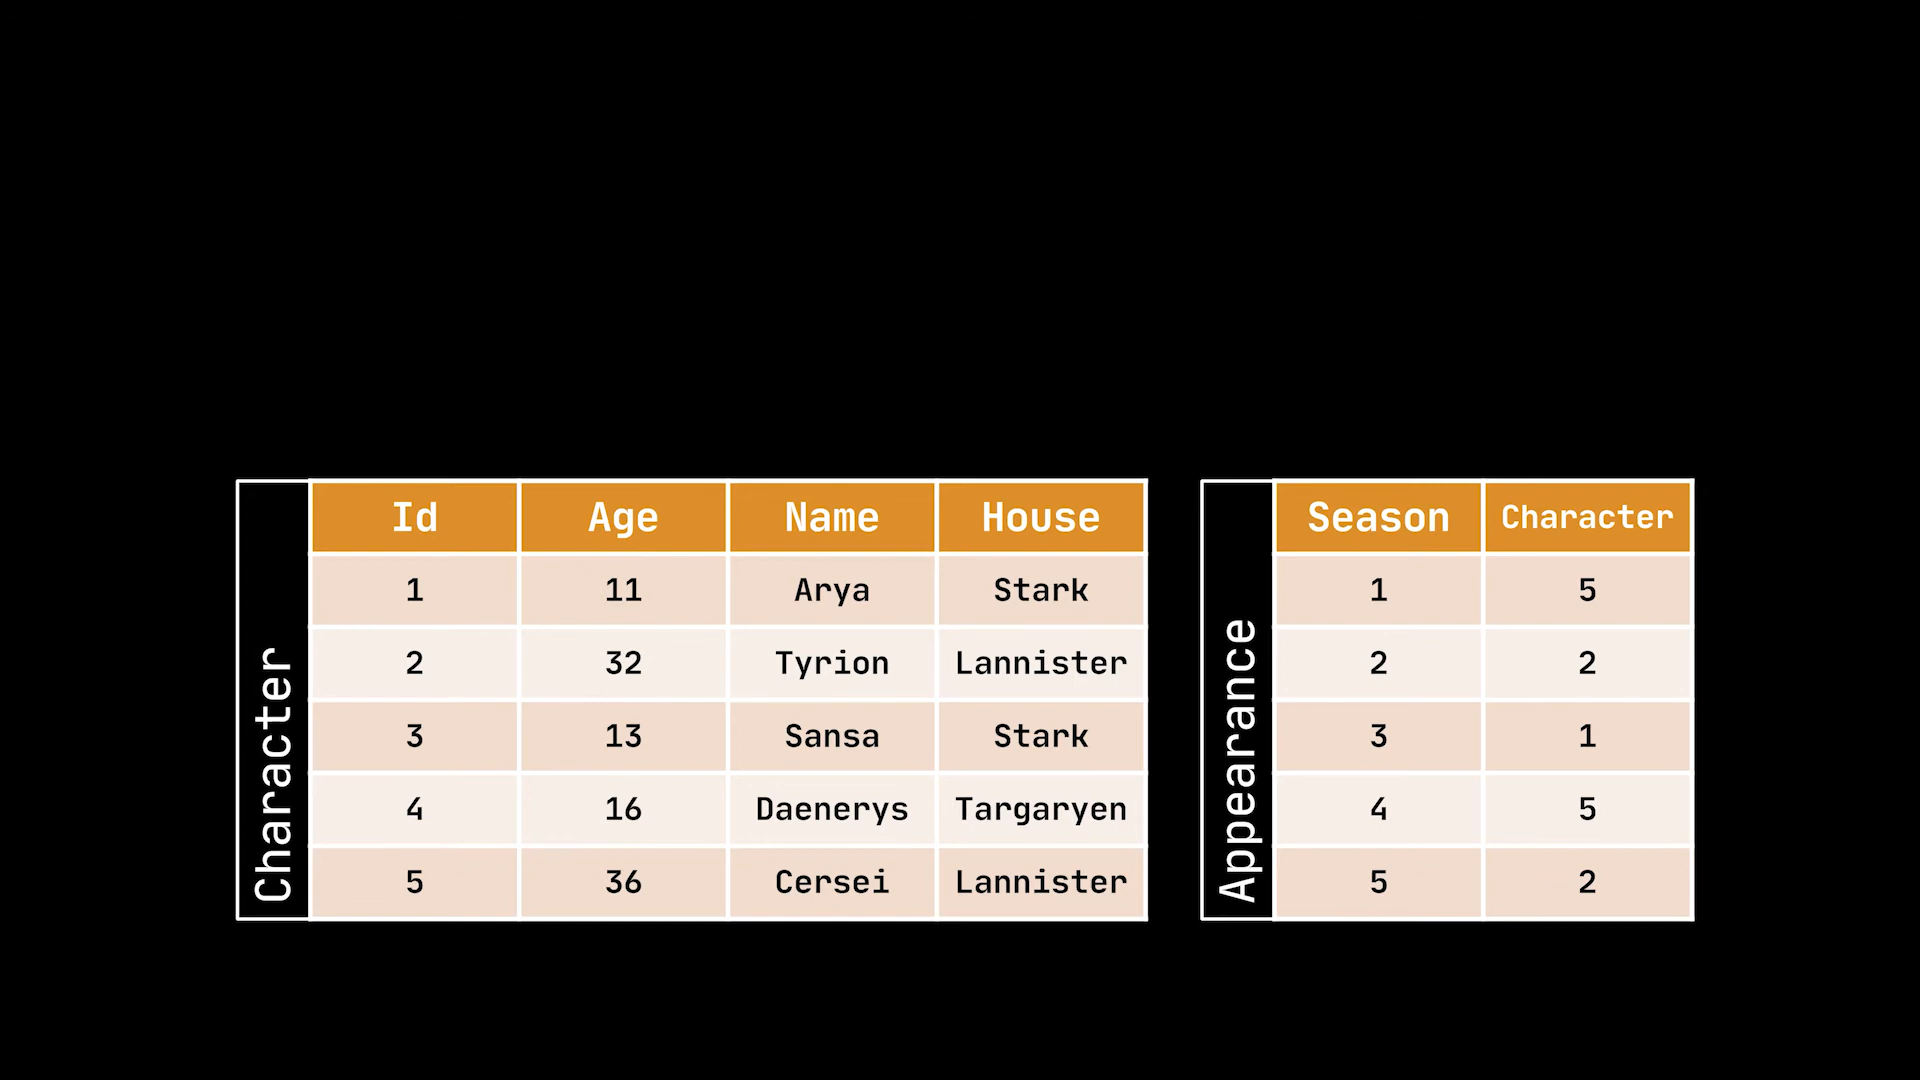 Character
Id Age Name House
1 11 Arya Stark
2 32 Tyrion Lannister
3 13 Sansa Stark
4 16 Daenerys Targaryen
5 36 Cersei Lannister
Appearance
Season Character
1 5
2 2
3 1
4 5
5 2